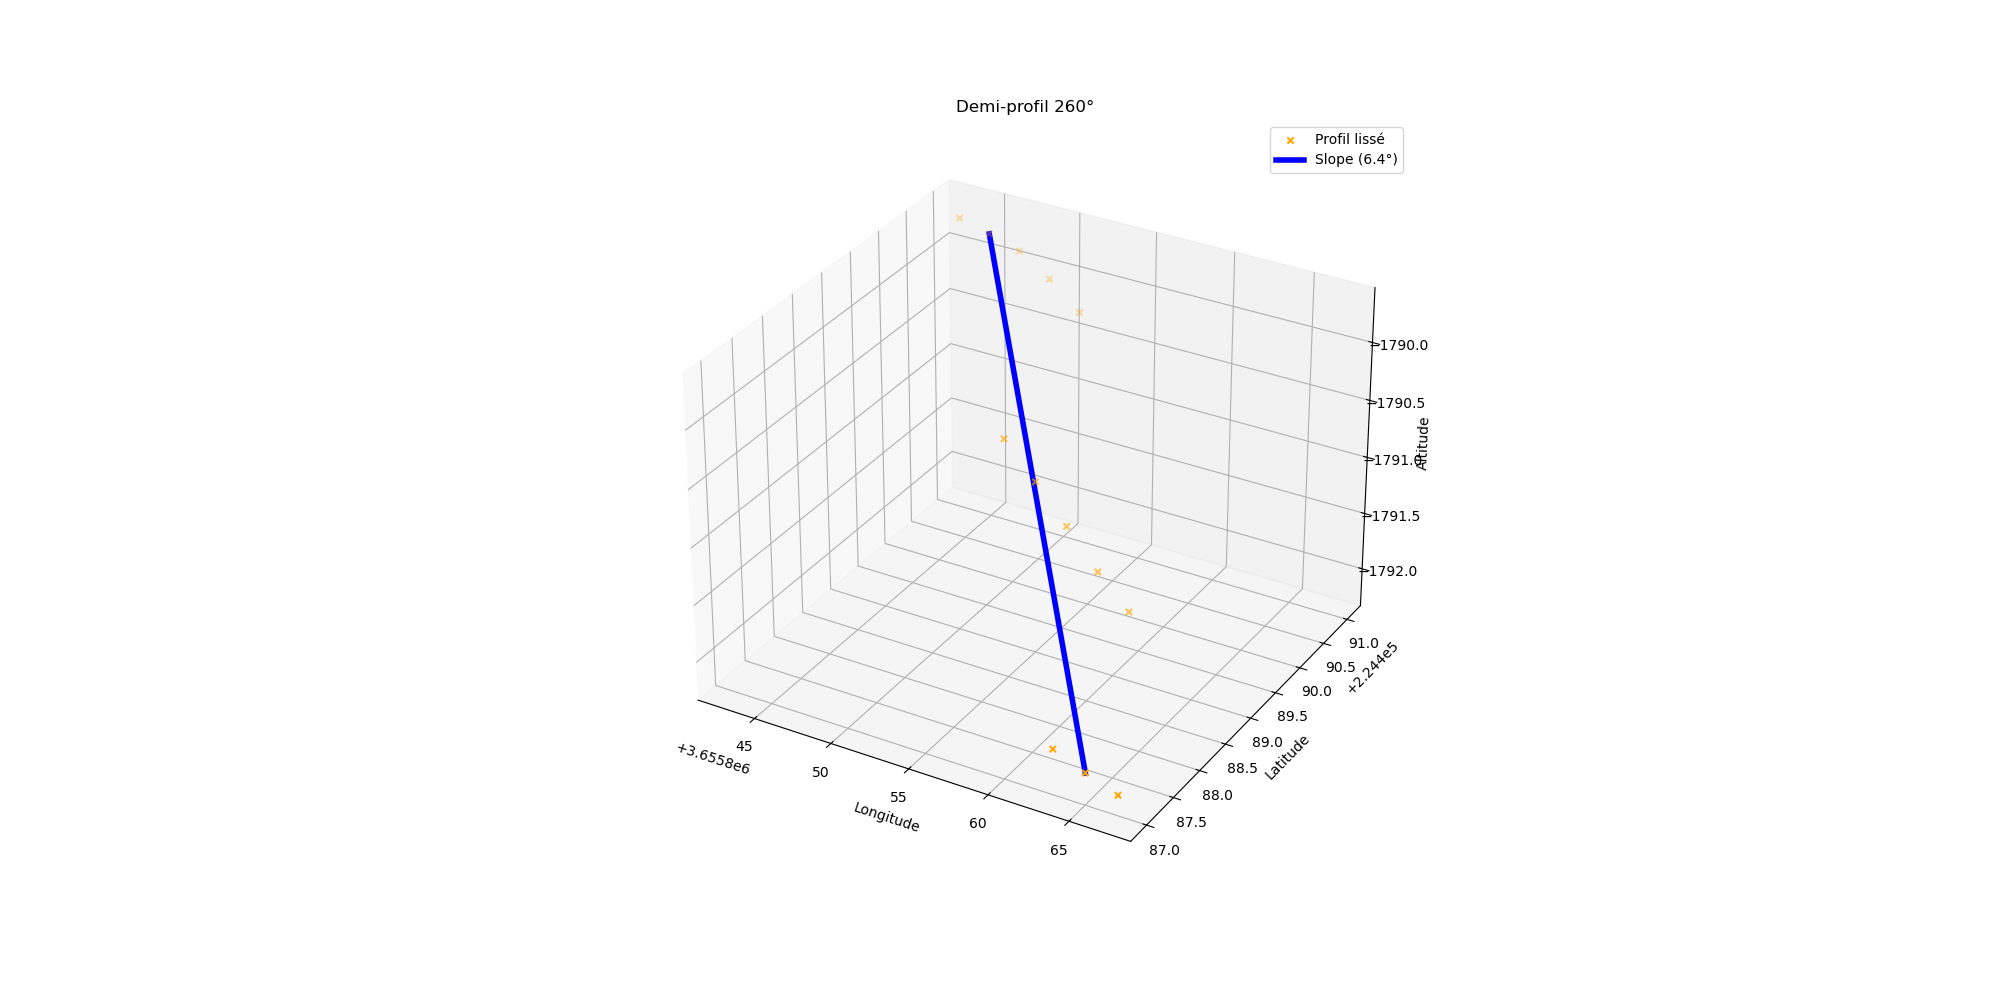 Demi-profil 260°
Profil lissé
Slope (6.4°)
−1790.0
−1790.5
−1791.0
−1791.5
−1792.0
Altitude
91.0
90.5
90.0
89.5
89.0
88.5
88.0
87.5
87.0
+2.244e5
Latitude
45
50
55
60
65
+3.6558e6
Longitude